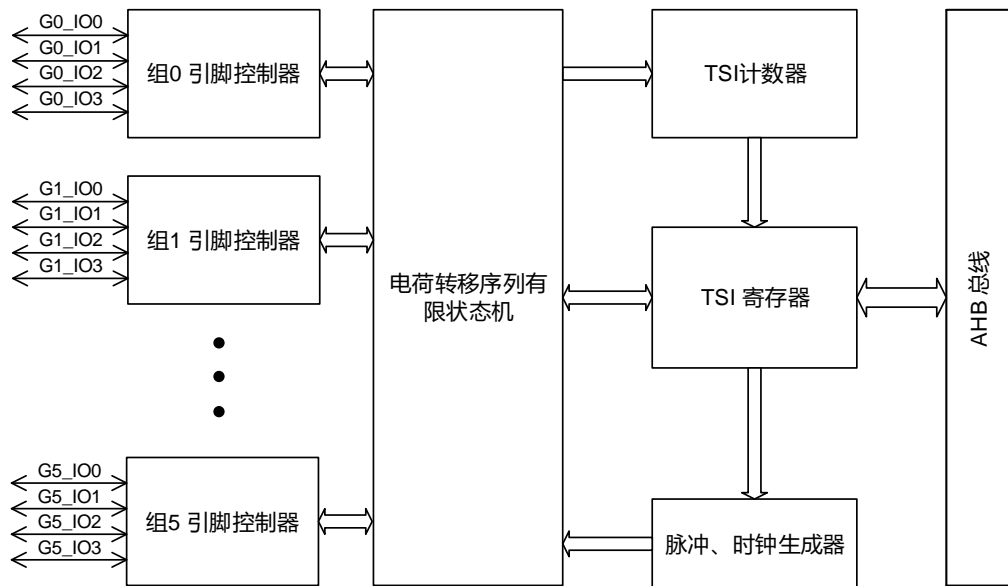 G0_IO0
G0_IO1
G0_IO2
G0_IO3
组0 引脚控制器
G1_IO0
G1_IO1
G1_IO2
G1_IO3
组1 引脚控制器
G5_IO0
G5_IO1
G5_IO2
G5_IO3
组5 引脚控制器
电荷转移序列有
限状态机
TSI计数器
TSI 寄存器
脉冲、时钟生成器
AHB 总线